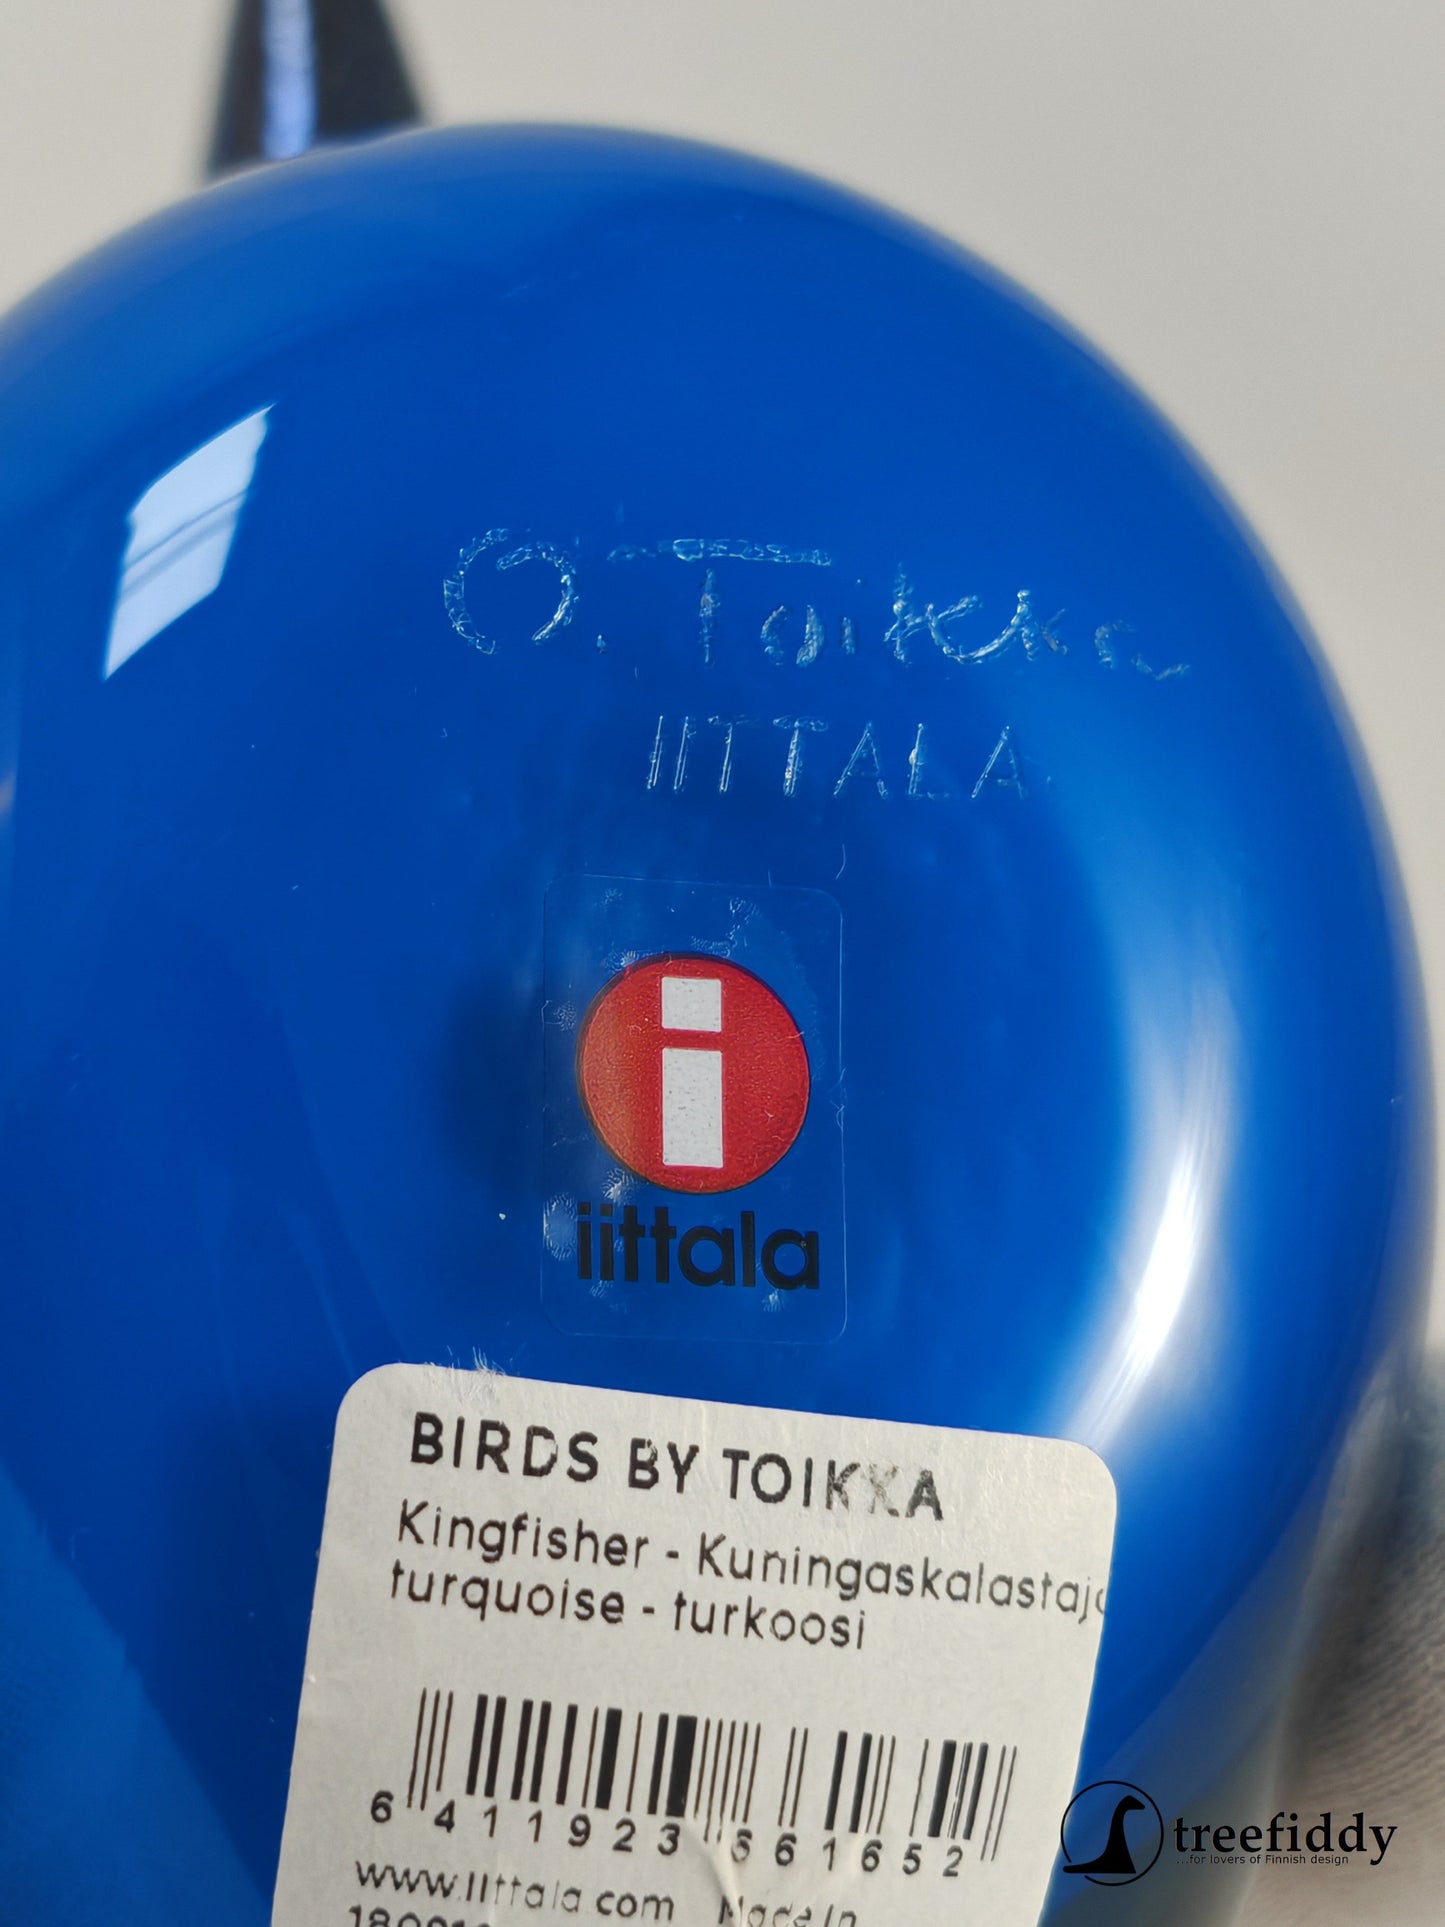 O. Toikka
IITTALA
i
iittala
BIRDS BY TOIKKA
Kingfisher - Kuningaskalastaja
turquoise - turkoosi
6 411923 661652
www.iittala.com Made In
treefiddy
...for lovers of Finnish design